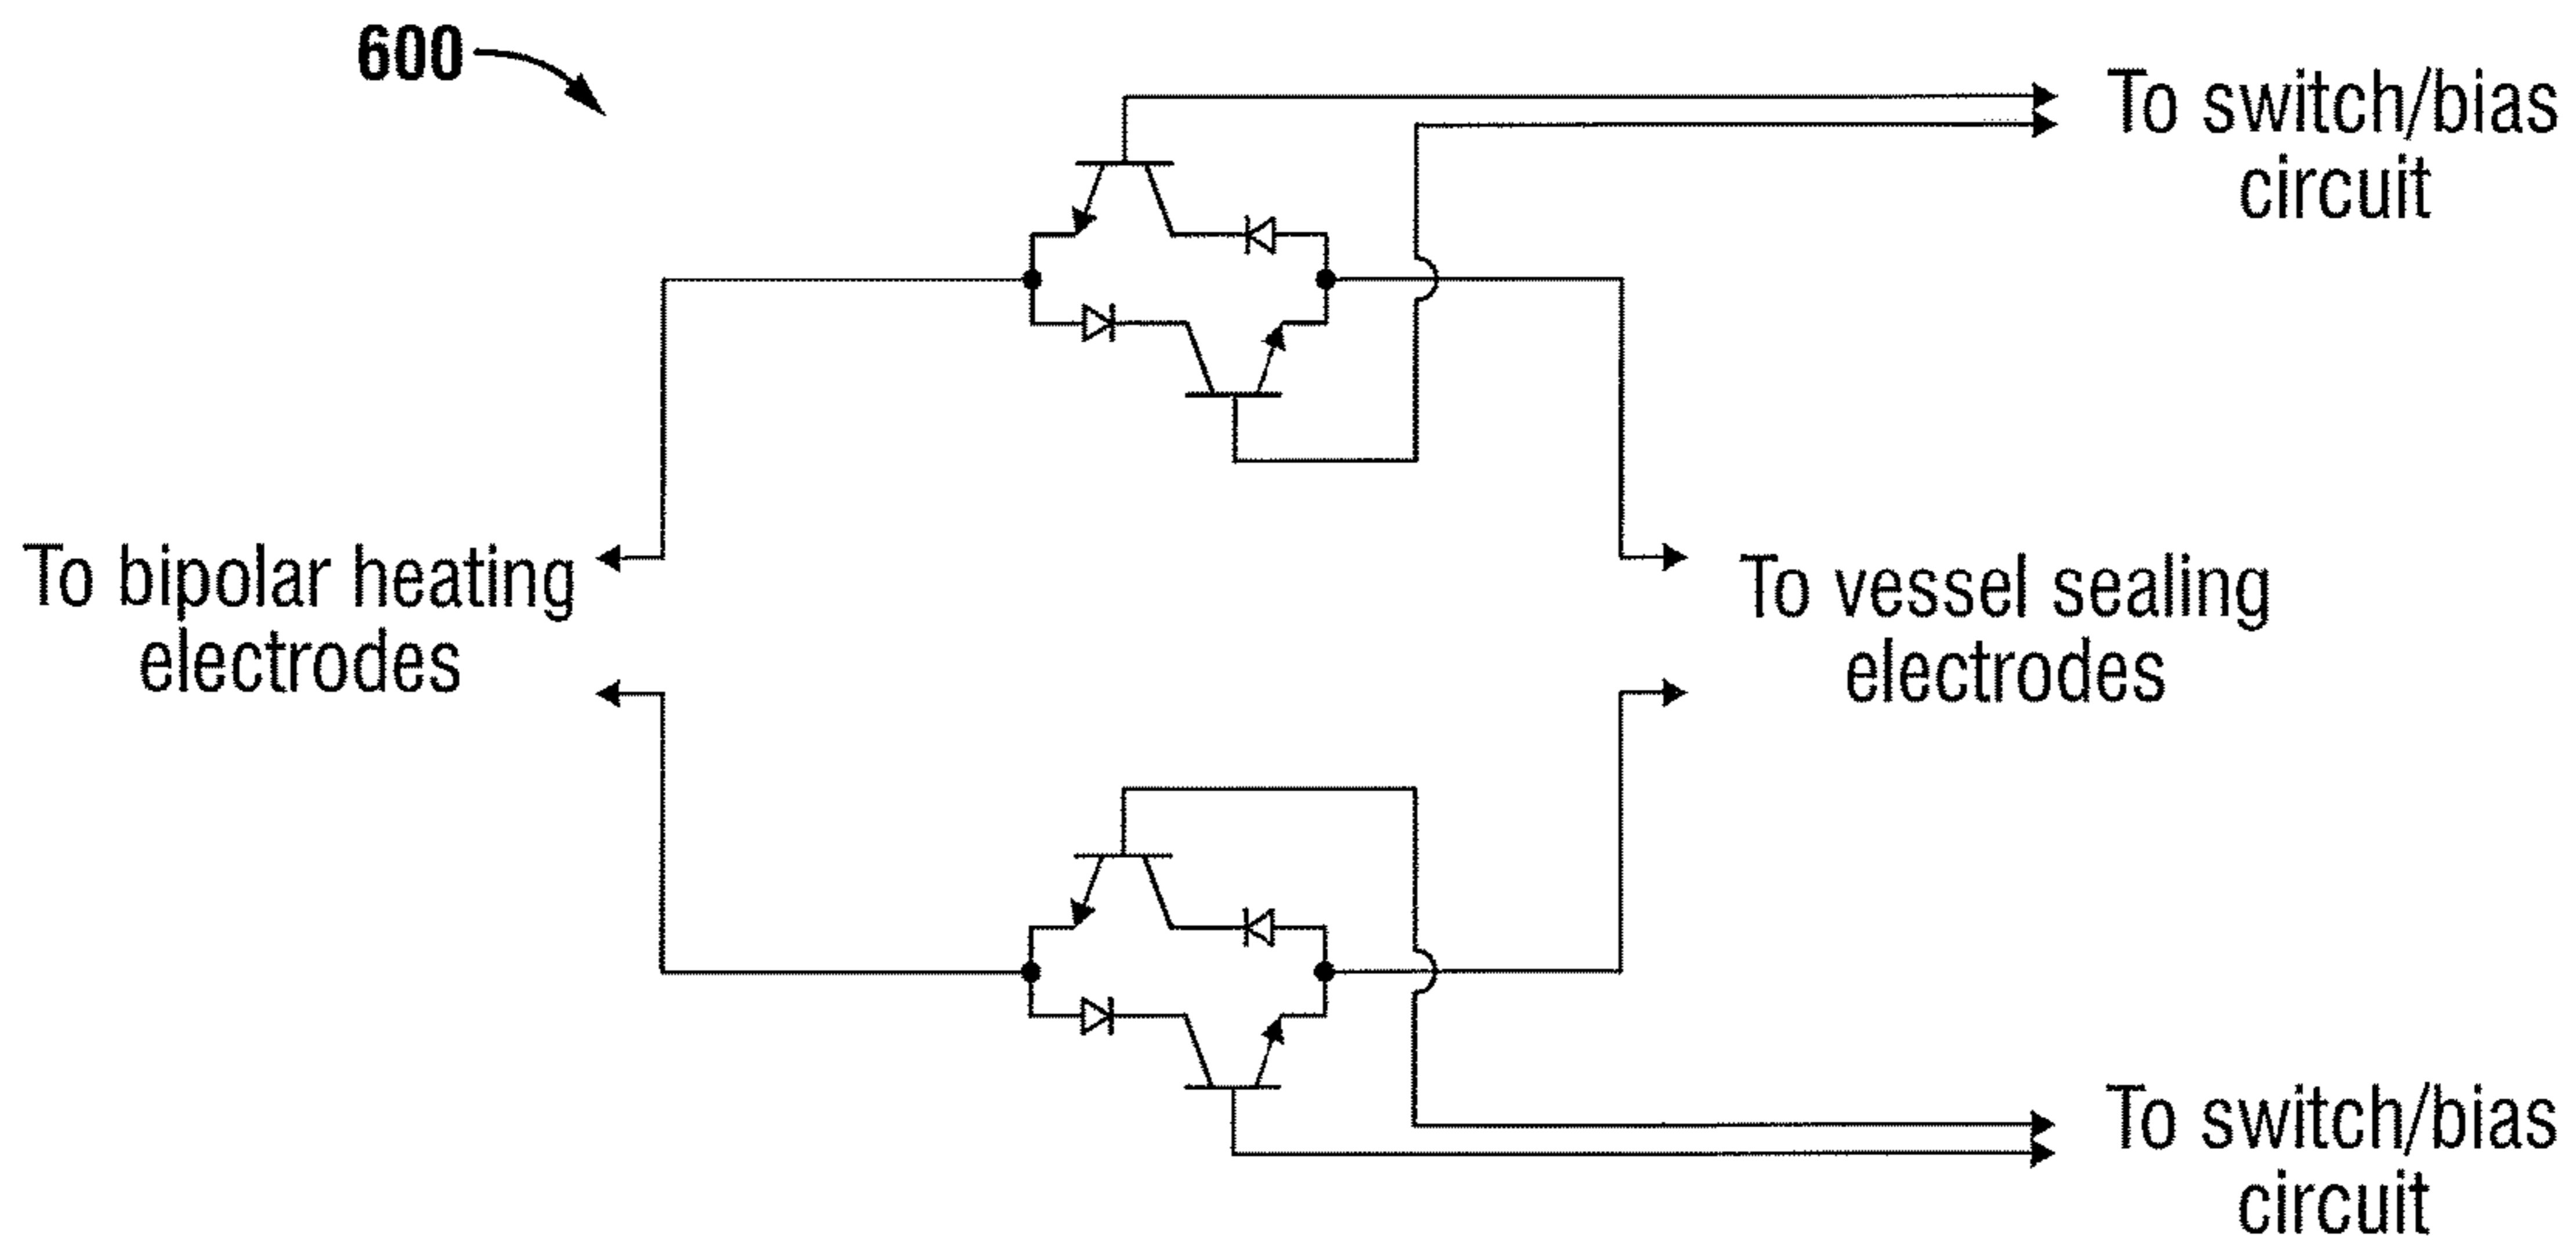 600
To switch/bias
circuit
To bipolar heating
electrodes
To vessel sealing
electrodes
To switch/bias
circuit